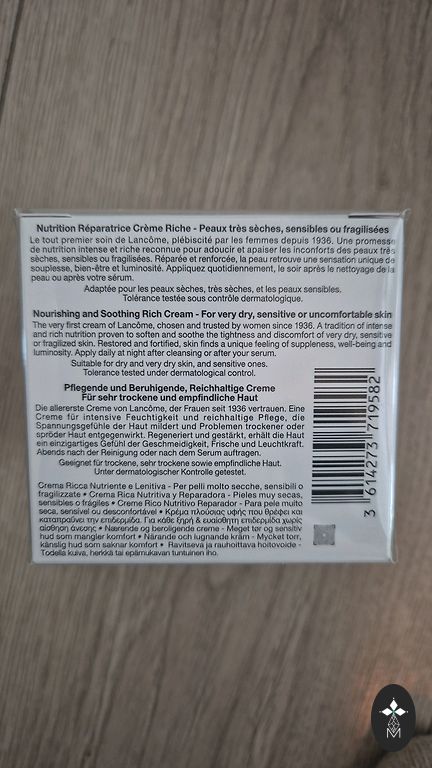 Nutrition Réparatrice Crème Riche - Peaux très sèches, sensibles ou fragilisées
Le tout premier soin de Lancôme, plébiscité par les femmes depuis 1936. Une promesse
de nutrition intense et riche reconnue pour adoucir et apaiser les inconforts des peaux très
sèches, sensibles ou fragilisées. Réparée et renforcée, la peau retrouve une sensation unique de
souplesse, bien-être et luminosité. Appliquez quotidiennement, le soir après le nettoyage de la
peau ou après votre sérum.
Adaptée pour les peaux sèches, très sèches, et les peaux sensibles.
Tolérance testée sous contrôle dermatologique.
Nourishing and Soothing Rich Cream - For very dry, sensitive or uncomfortable skin
The very first cream of Lancôme, chosen and trusted by women since 1936. A tradition of intense
and rich nutrition proven to soften and soothe the tightness and discomfort of very dry, sensitive
or fragilized skin. Restored and fortified, skin finds a unique feeling of suppleness, well-being and
luminosity. Apply daily at night after cleansing or after your serum.
Suitable for dry and very dry skin, and sensitive ones.
Tolerance tested under dermatological control.
Pflegende und Beruhigende, Reichhaltige Creme
Für sehr trockene und empfindliche Haut
Die allererste Creme von Lancôme, der Frauen seit 1936 vertrauen. Eine
Creme für intensive Feuchtigkeit und reichhaltige Pflege, die
Spannungsgefühle der Haut mildert und Problemen trockener oder
spröder Haut entgegenwirkt. Regeneriert und gestärkt, erhält die Haut
ein einzigartiges Gefühl der Geschmeidigkeit, Frische und Leuchtkraft.
Abends nach der Reinigung oder nach dem Serum auftragen.
Geeignet für trockene, sehr trockene sowie empfindliche Haut.
Unter dermatologischer Kontrolle getestet.
Crema Ricca Nutriente e Lenitiva - Per pelli molto secche, sensibili o
fragilizzate • Crema Rica Nutritiva y Reparadora - Pieles muy secas,
sensibles o frágiles • Creme Rico Nutritivo Reparador - Para pele muito
seca, sensível ou desconfortável • Κρέμα πλούσιας υφής που θρέφει και
καταπραΰνει την επιδερμίδα. Για κάθε ξηρή & ευαίσθητη επιδερμίδα χωρίς
αίσθηση άνεσης • Nærende og beroligende creme - Meget tør og sensitiv
hud som mangler komfort • Närande och lugnande kräm - Mycket torr,
känslig hud som saknar komfort • Ravitseva ja rauhoittava hoitovoide -
Todella kuiva, herkkä tai epämukavan tuntuinen iho.
3 614273 719582
M